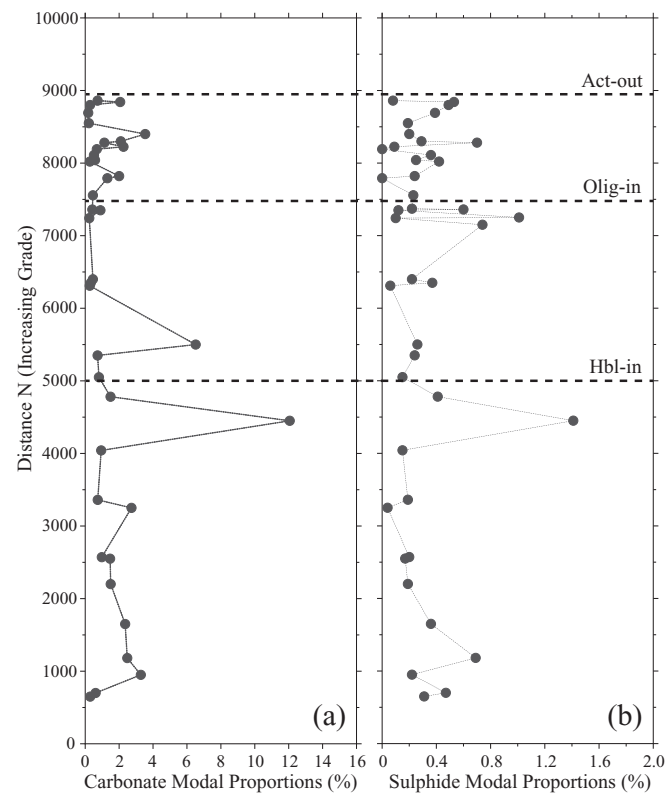 10000
9000
8000
7000
6000
5000
4000
3000
2000
1000
0
Distance N (Increasing Grade)
Act-out
Olig-in
Hbl-in
(a)
(b)
0 2 4 6 8 10 12 14 16
0 0.4 0.8 1.2 1.6 2.0
Carbonate Modal Proportions (%)
Sulphide Modal Proportions (%)